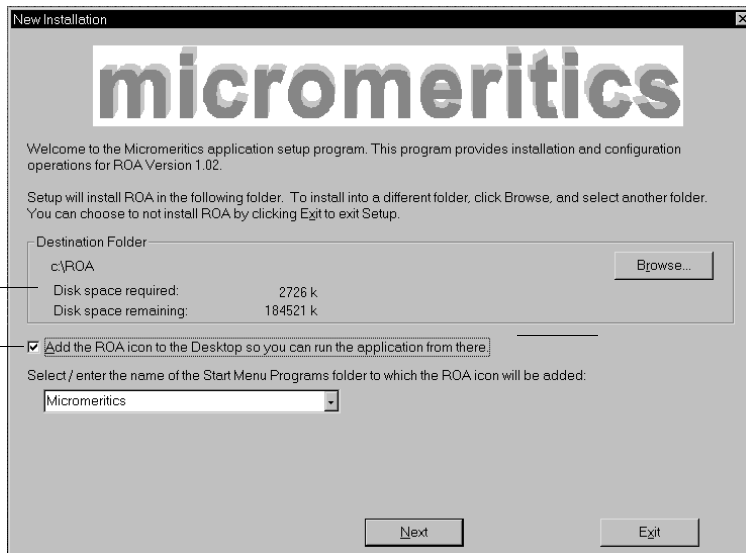 New Installation
micromeritics
Welcome to the Micromeritics application setup program. This program provides installation and configuration
operations for ROA Version 1.02.
Setup will install ROA in the following folder. To install into a different folder, click Browse, and select another folder.
You can choose to not install ROA by clicking Exit to exit Setup.
Destination Folder
c:\ROA
Browse...
Disk space required: 2726 k
Disk space remaining: 184521 k
Add the ROA icon to the Desktop so you can run the application from there.
Select / enter the name of the Start Menu Programs folder to which the ROA icon will be added:
Micromeritics
Next
Exit